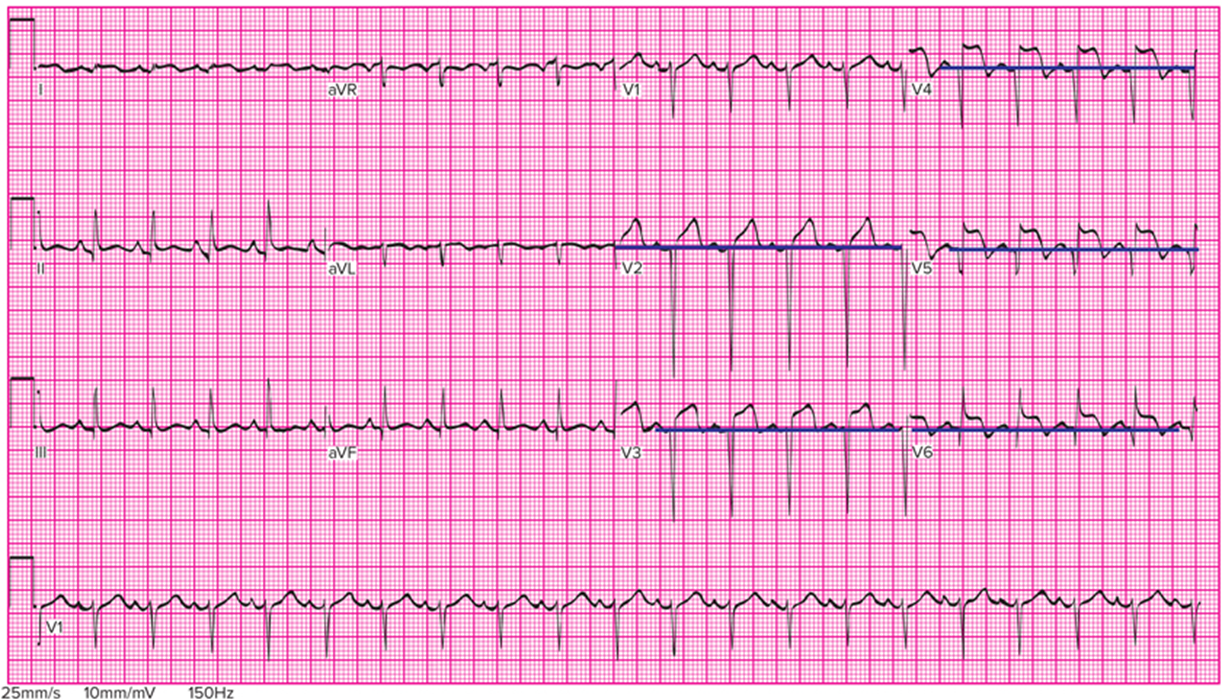 I aVR V1 V4
II aVL V2 V5
III aVF V3 V6
V1
25mm/s 10mm/mV 150Hz